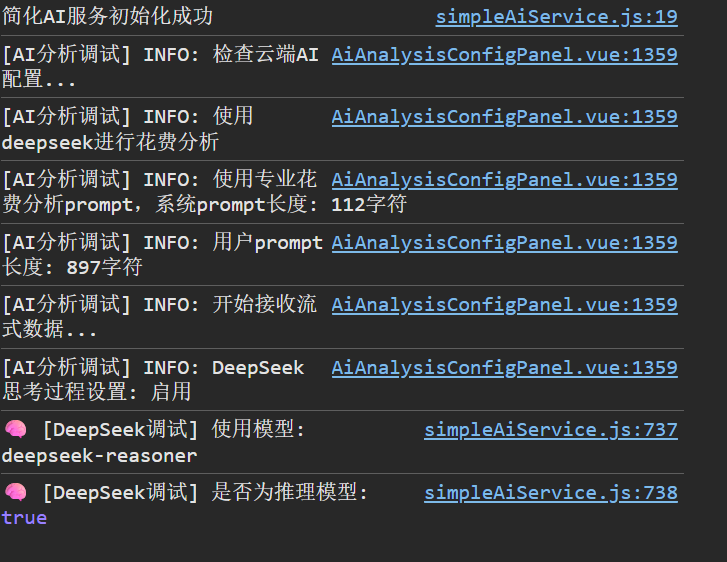 简化AI服务初始化成功 simpleAiService.js:19
[AI分析调试] INFO: 检查云端AI AiAnalysisConfigPanel.vue:1359
配置...
[AI分析调试] INFO: 使用 AiAnalysisConfigPanel.vue:1359
deepseek进行花费分析
[AI分析调试] INFO: 使用专业花 AiAnalysisConfigPanel.vue:1359
费分析prompt，系统prompt长度: 112字符
[AI分析调试] INFO: 用户prompt AiAnalysisConfigPanel.vue:1359
长度: 897字符
[AI分析调试] INFO: 开始接收流 AiAnalysisConfigPanel.vue:1359
式数据...
[AI分析调试] INFO: DeepSeek AiAnalysisConfigPanel.vue:1359
思考过程设置: 启用
🧠 [DeepSeek调试] 使用模型: simpleAiService.js:737
deepseek-reasoner
🧠 [DeepSeek调试] 是否为推理模型: simpleAiService.js:738
true